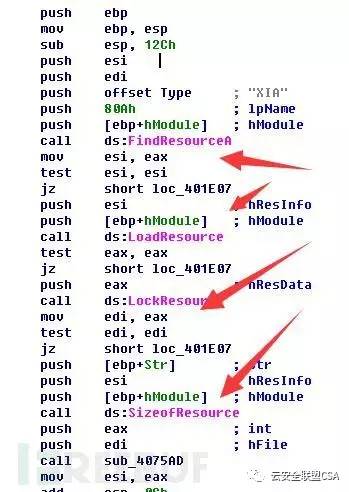 push ebp
mov ebp, esp
sub esp, 12Ch
push esi
push edi
push offset Type ; "XIA"
push 80Ah ; lpName
push [ebp+hModule] ; hModule
call ds:FindResourceA
mov esi, eax
test esi, esi
jz short loc_401E07
push esi ; hResInfo
push [ebp+hModule] ; hModule
call ds:LoadResource
test eax, eax
jz short loc_401E07
push eax ; hResData
call ds:LockResour
mov edi, eax
test edi, edi
jz short loc_401E07
push [ebp+Str] ; Str
push esi ; hResInfo
push [ebp+hModule] ; hModule
call ds:SizeofResource
push eax ; int
push edi ; hFile
call sub_4075AD
mov esi, eax
add esp, 0Ch
云安全联盟CSA